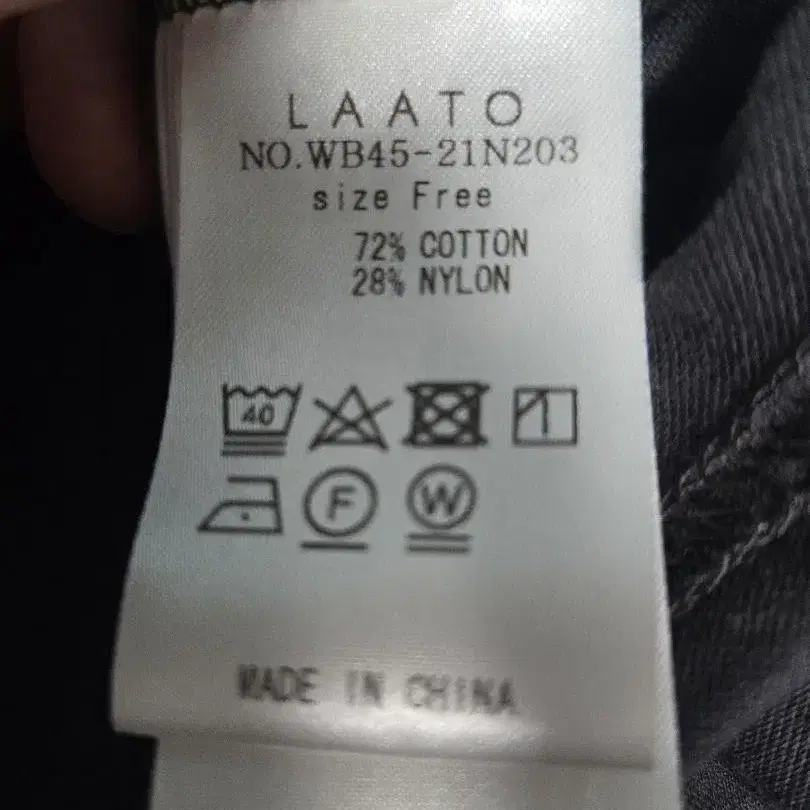 LAATO
NO.WB45-21N203
size Free
72% COTTON
28% NYLON
40
F
W
MADE IN CHINA